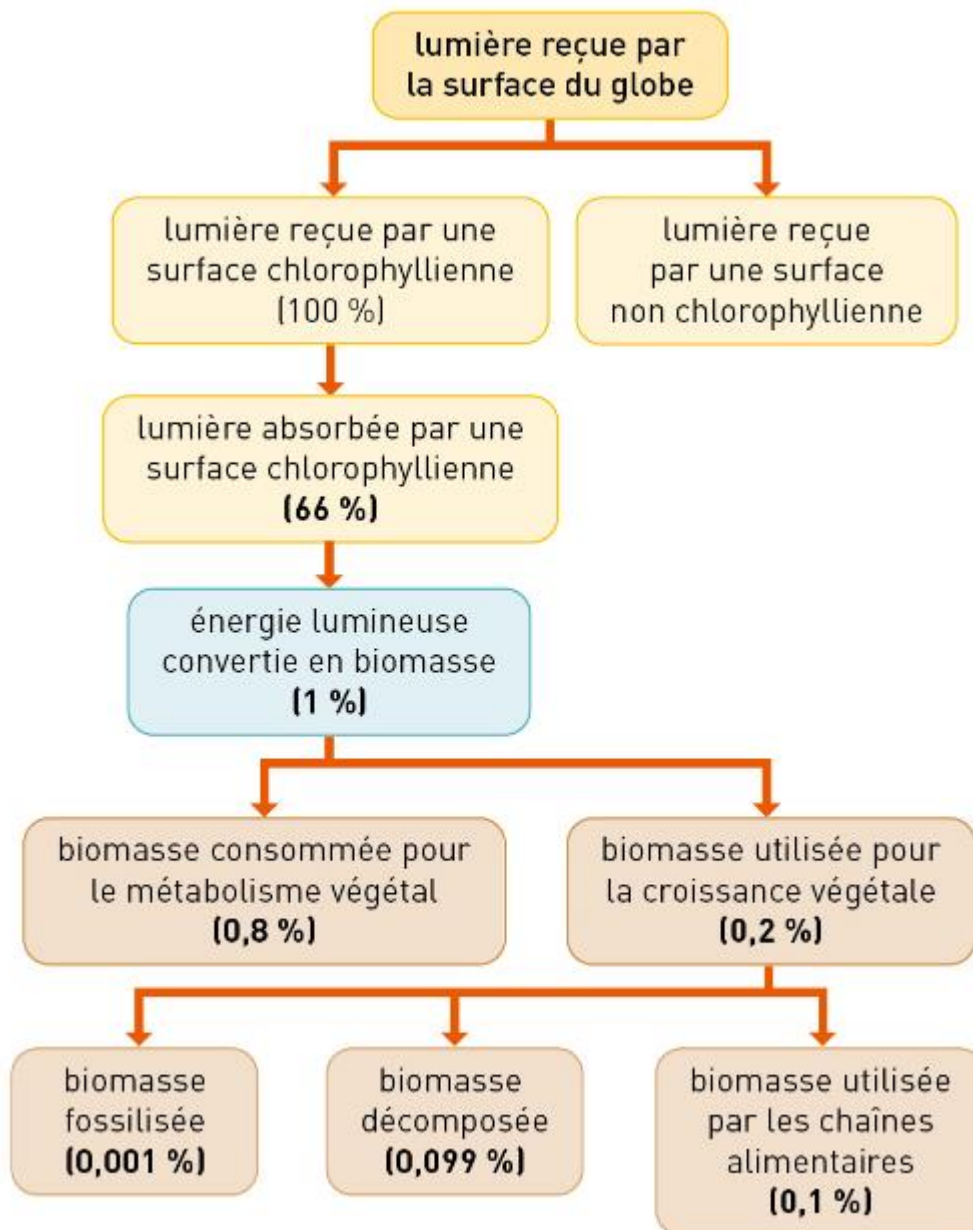 lumière reçue par
la surface du globe
lumière reçue par une
surface chlorophyllienne
(100 %)
lumière reçue
par une surface
non chlorophyllienne
lumière absorbée par une
surface chlorophyllienne
(66 %)
énergie lumineuse
convertie en biomasse
(1 %)
biomasse consommée pour
le métabolisme végétal
(0,8 %)
biomasse utilisée pour
la croissance végétale
(0,2 %)
biomasse
fossilisée
(0,001 %)
biomasse
décomposée
(0,099 %)
biomasse utilisée
par les chaînes
alimentaires
(0,1 %)